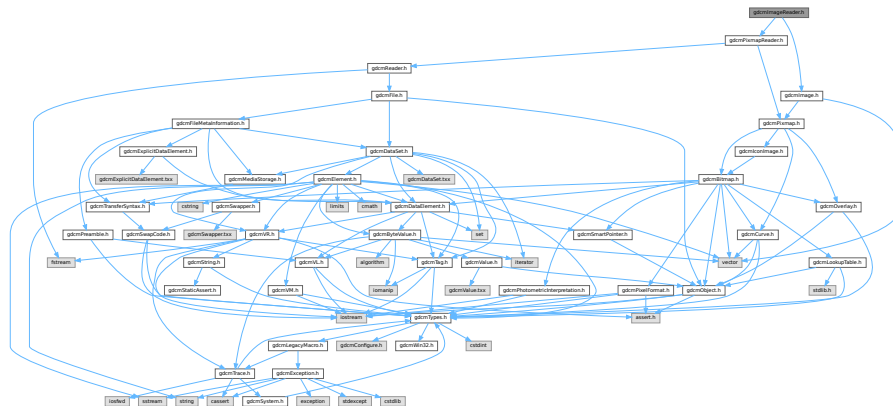 gdcmImageReader.h
gdcmPixmapReader.h
gdcmReader.h
gdcmFile.h
gdcmImage.h
gdcmFileMetaInformation.h
gdcmPixmap.h
gdcmExplicitDataElement.h
gdcmDataSet.h
gdcmIconImage.h
gdcmExplicitDataElement.txx
gdcmMediaStorage.h
gdcmElement.h
gdcmDataSet.txx
gdcmBitmap.h
gdcmTransferSyntax.h
cstring
gdcmSwapper.h
limits
cmath
gdcmDataElement.h
gdcmOverlay.h
gdcmPreamble.h
gdcmSwapCode.h
gdcmSwapper.txx
gdcmVR.h
gdcmByteValue.h
set
gdcmSmartPointer.h
gdcmCurve.h
fstream
gdcmString.h
gdcmVL.h
algorithm
gdcmTag.h
gdcmValue.h
iterator
vector
gdcmLookupTable.h
gdcmStaticAssert.h
gdcmVM.h
iomanip
gdcmValue.txx
gdcmPhotometricInterpretation.h
gdcmPixelFormat.h
gdcmObject.h
stdlib.h
iostream
gdcmTypes.h
assert.h
gdcmLegacyMacro.h
gdcmConfigure.h
gdcmWin32.h
cstdint
gdcmTrace.h
gdcmException.h
iosfwd
sstream
string
cassert
gdcmSystem.h
exception
stdexcept
cstdlib